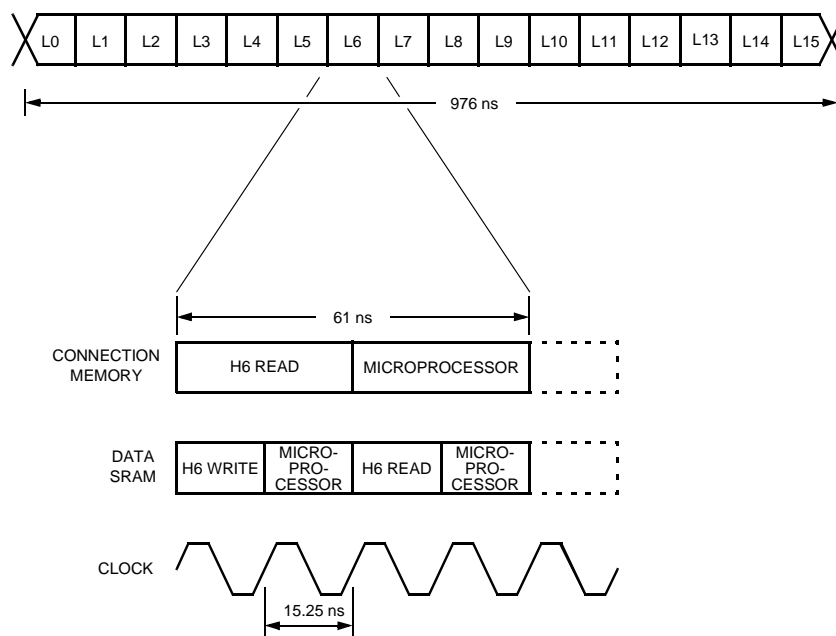 L0 L1 L2 L3 L4 L5 L6 L7 L8 L9 L10 L11 L12 L13 L14 L15
976 ns
61 ns
CONNECTION
MEMORY
H6 READ
MICROPROCESSOR
DATA
SRAM
H6 WRITE
MICRO-
PRO-
CESSOR
H6 READ
MICRO-
PRO-
CESSOR
CLOCK
15.25 ns